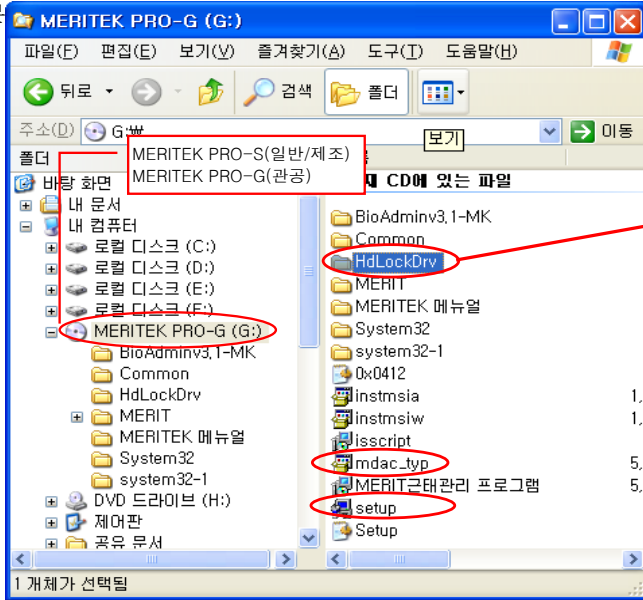 MERITEK PRO-G (G:)
파일(F) 편집(E) 보기(V) 즐겨찾기(A) 도구(T) 도움말(H)
뒤로 검색 폴더
주소(D) G:₩ 이동
보기
폴더
MERITEK PRO-S(일반/제조)
MERITEK PRO-G(관공)
바탕 화면
내 문서
내 컴퓨터
로컬 디스크 (C:)
로컬 디스크 (D:)
로컬 디스크 (E:)
로컬 디스크 (F:)
MERITEK PRO-G (G:)
BioAdminv3,1-MK
Common
HdLockDrv
MERIT
MERITEK 메뉴얼
System32
system32-1
DVD 드라이브 (H:)
제어판
공유 문서
CD에 있는 파일
BioAdminv3,1-MK
Common
HdLockDrv
MERIT
MERITEK 메뉴얼
System32
system32-1
0x0412
instmsia 1,
instmsiw 1,
isscript
mdac_typ 5,
MERIT근태관리 프로그램 5,
setup
Setup
1 개체가 선택됨